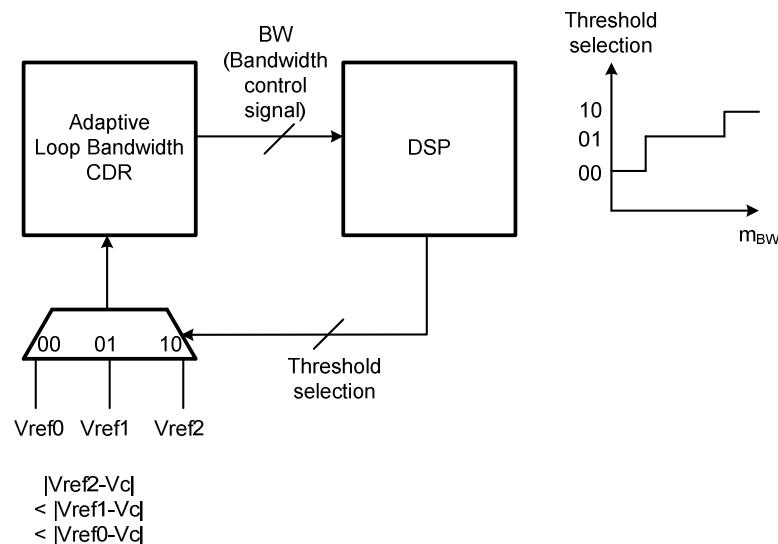 BW
(Bandwidth
control
signal)
Adaptive
Loop Bandwidth
CDR
DSP
Threshold
selection
10
01
00
mBW
00 01 10
Threshold
selection
Vref0 Vref1 Vref2
|Vref2-Vc|
< |Vref1-Vc|
< |Vref0-Vc|